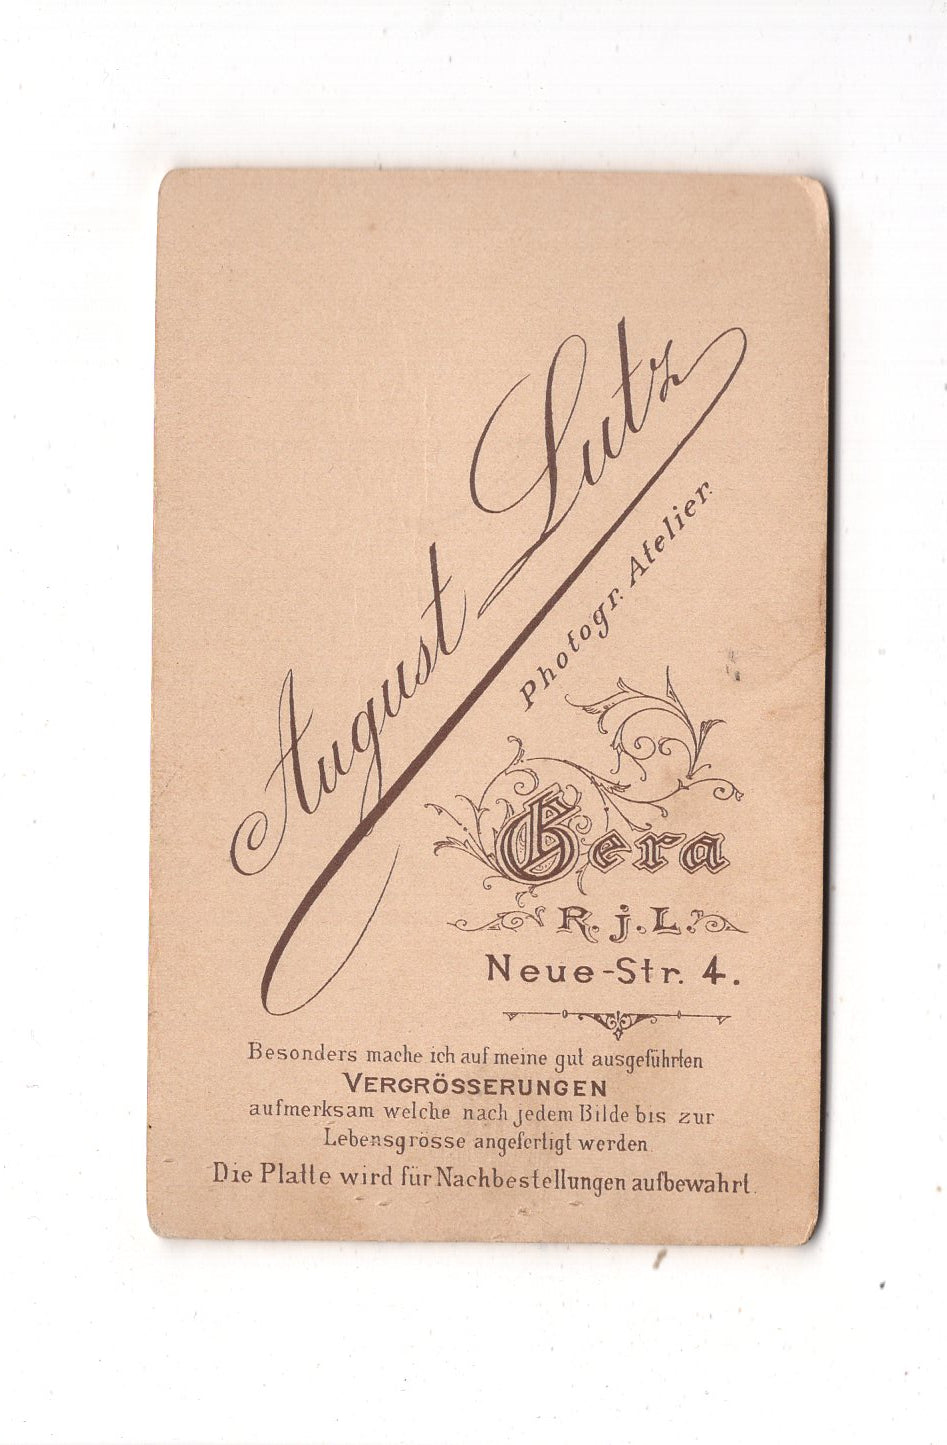 August Lutz
Photogr. Atelier.
Gera
R. j. L.
Neue-Str. 4.
Besonders mache ich auf meine gut ausgeführten
VERGRÖSSERUNGEN
aufmerksam welche nach jedem Bilde bis zur
Lebensgrösse angefertigt werden
Die Platte wird für Nachbestellungen aufbewahrt.